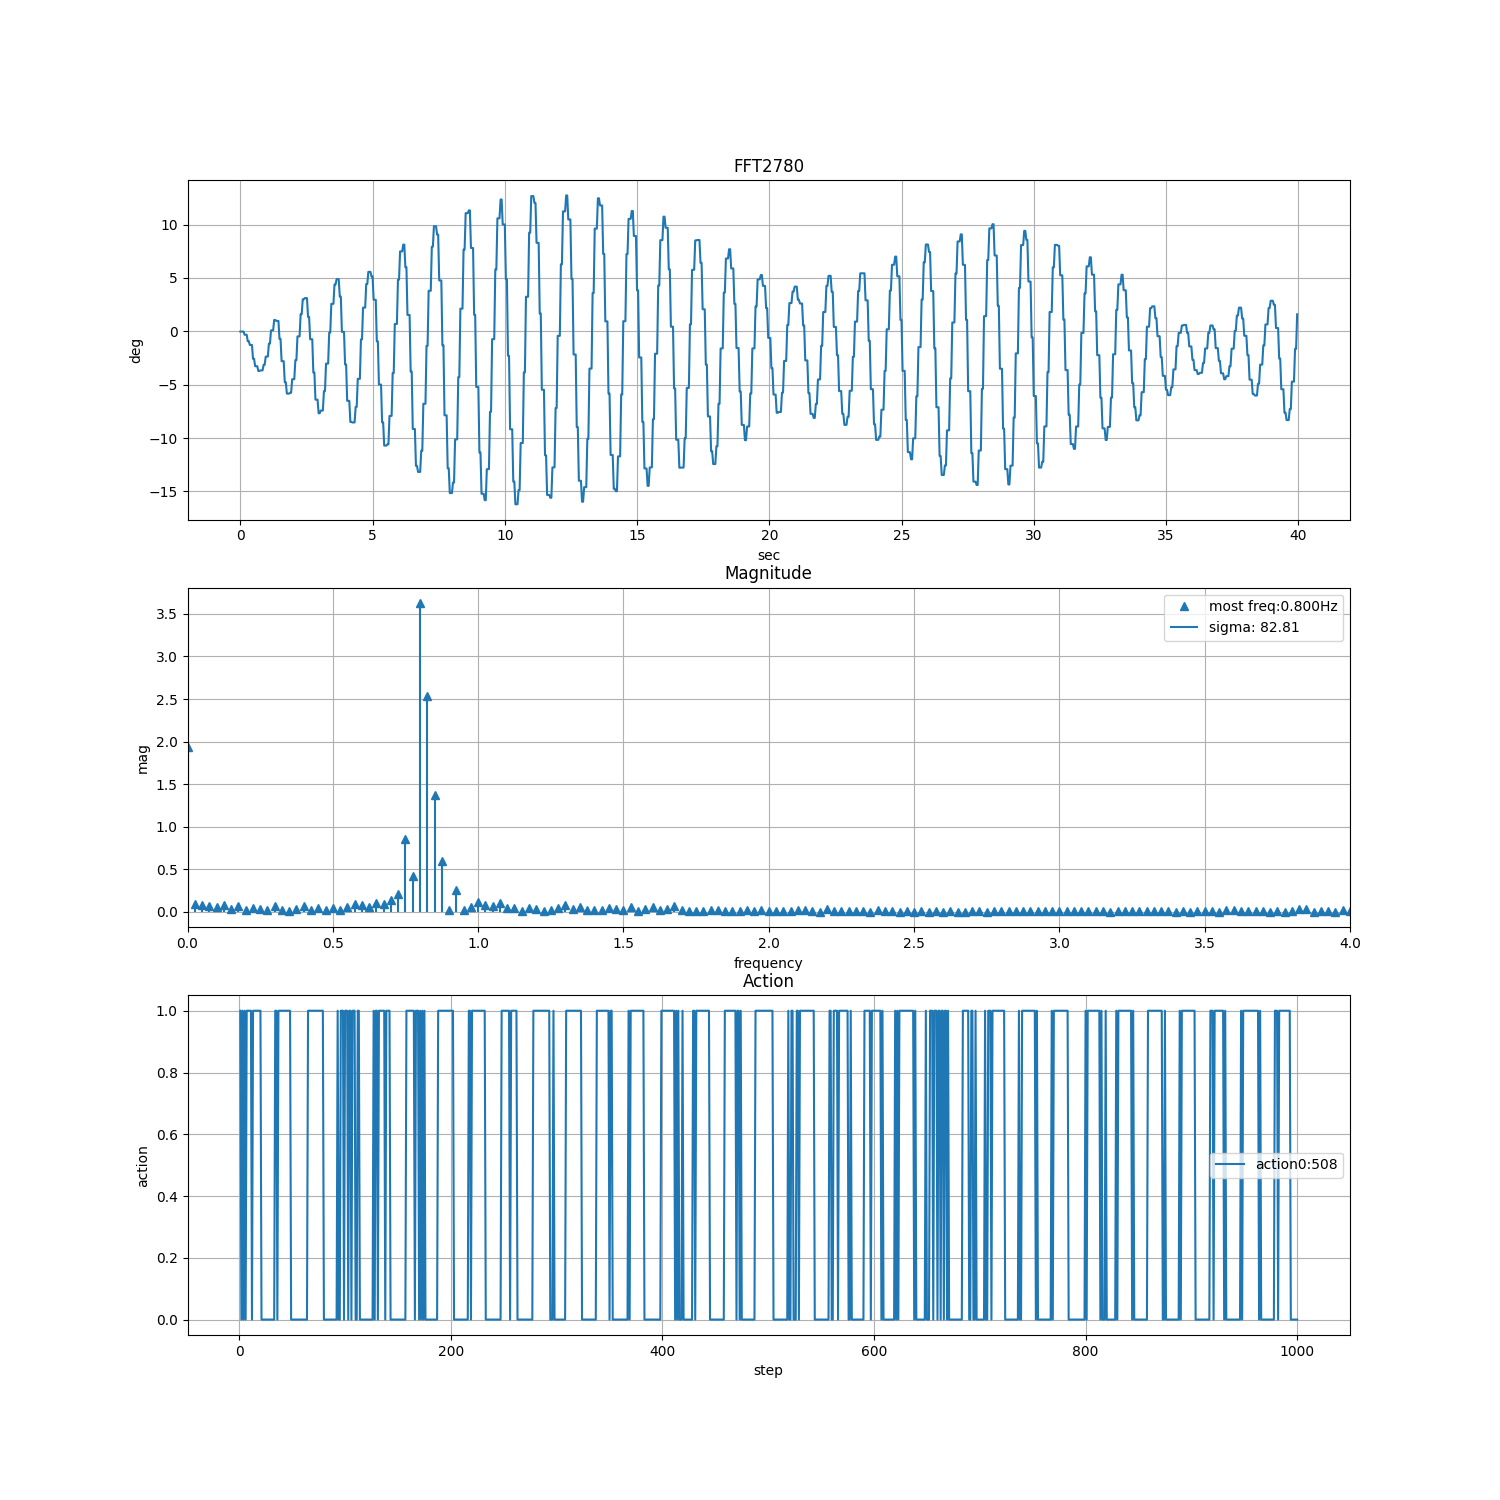 FFT2780
10
5
0
−5
−10
−15
deg
0 5 10 15 20 25 30 35 40
sec
Magnitude
3.5
3.0
2.5
2.0
1.5
1.0
0.5
0.0
mag
most freq:0.800Hz
sigma: 82.81
0.0 0.5 1.0 1.5 2.0 2.5 3.0 3.5 4.0
frequency
Action
1.0
0.8
0.6
0.4
0.2
0.0
action
action0:508
0 200 400 600 800 1000
step